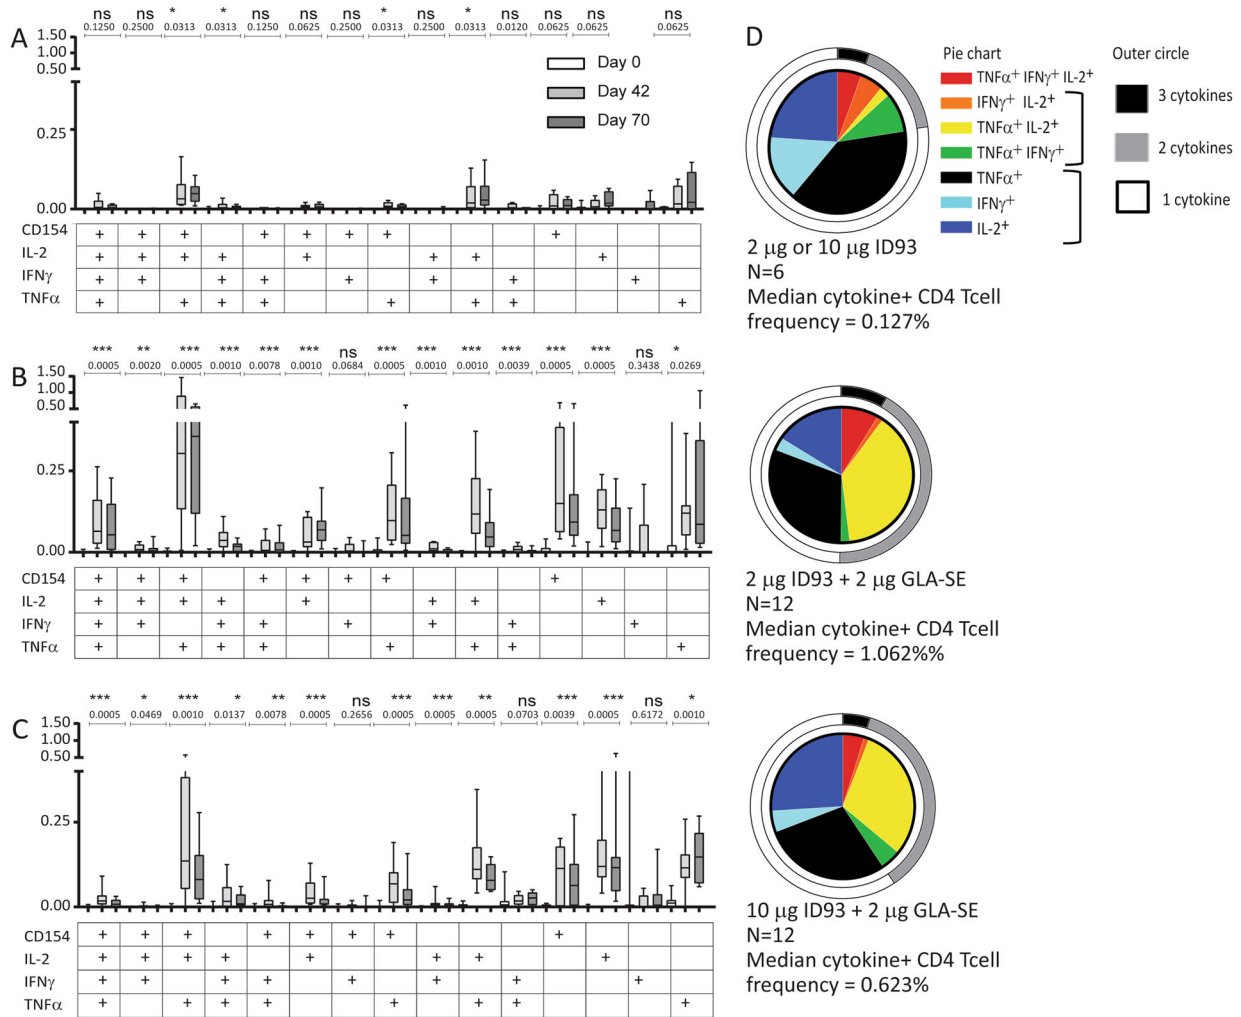 A
ns ns * * ns ns ns * ns * ns ns ns ns
0.1250 0.2500 0.0313 0.0313 0.1250 0.0625 0.2500 0.0313 0.2500 0.0313 0.0120 0.0625 0.0625 0.0625
1.50
1.00
0.50
0.25
0.00
Day 0
Day 42
Day 70
CD154 + + + + + + + +
IL-2 + + + + + + + +
IFNγ + + + + + + + +
TNFα + + + + + + + +
B
*** ** *** *** *** *** ns *** *** *** *** *** *** ns *
0.0005 0.0020 0.0005 0.0010 0.0078 0.0010 0.0684 0.0005 0.0010 0.0010 0.0039 0.0005 0.0005 0.3438 0.0269
1.50
1.00
0.50
0.25
0.00
CD154 + + + + + + + +
IL-2 + + + + + + + +
IFNγ + + + + + + + +
TNFα + + + + + + + +
C
*** * *** * ** *** ns *** *** ** ns *** *** ns *
0.0005 0.0469 0.0010 0.0137 0.0078 0.0005 0.2656 0.0005 0.0005 0.0005 0.0703 0.0039 0.0005 0.6172 0.0010
1.50
1.00
0.50
0.25
0.00
CD154 + + + + + + + +
IL-2 + + + + + + + +
IFNγ + + + + + + + +
TNFα + + + + + + + +
D
Pie chart
TNFα+ IFNγ+ IL-2+
IFNγ+ IL-2+
TNFα+ IL-2+
TNFα+ IFNγ+
TNFα+
IFNγ+
IL-2+
Outer circle
3 cytokines
2 cytokines
1 cytokine
2 µg or 10 µg ID93
N=6
Median cytokine+ CD4 Tcell
frequency = 0.127%
2 µg ID93 + 2 µg GLA-SE
N=12
Median cytokine+ CD4 Tcell
frequency = 1.062%%
10 µg ID93 + 2 µg GLA-SE
N=12
Median cytokine+ CD4 Tcell
frequency = 0.623%